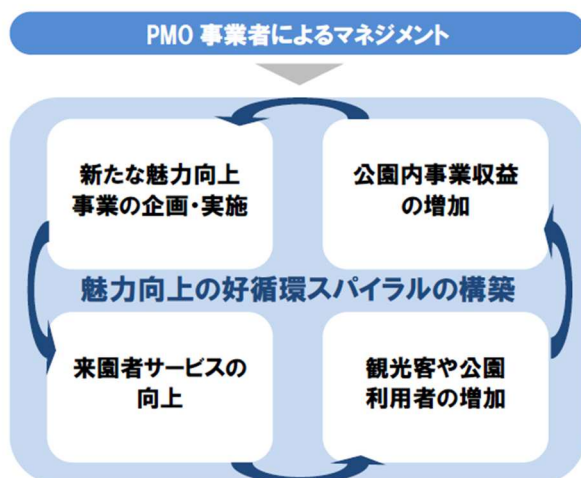 PMO 事業者によるマネジメント
新たな魅力向上
事業の企画・実施
公園内事業収益
の増加
魅力向上の好循環スパイラルの構築
来園者サービスの
向上
観光客や公園
利用者の増加